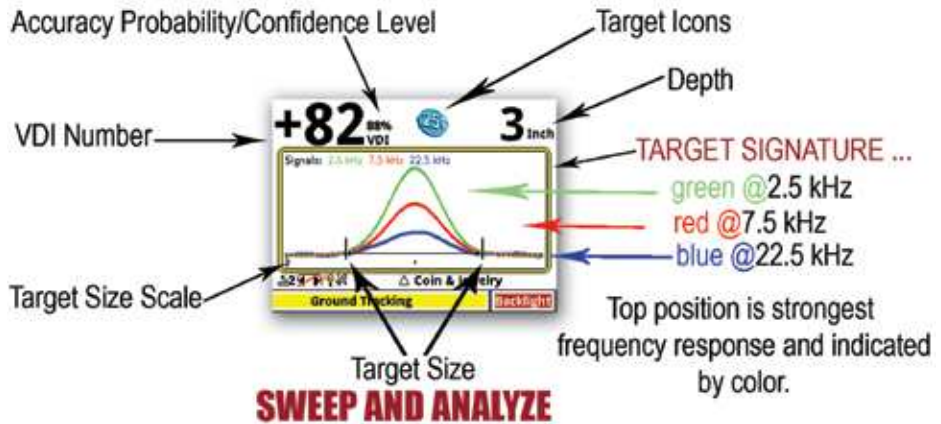 Accuracy Probability/Confidence Level
Target Icons
Depth
VDI Number
+82 88% VDI
25
3 Inch
Signals: 2.5 kHz 7.5 kHz 22.5 kHz
TARGET SIGNATURE ...
green @2.5 kHz
red @7.5 kHz
blue @22.5 kHz
Target Size Scale
Coin & Jewelry
Ground Tracking
Backlight
Target Size
Top position is strongest
frequency response and indicated
by color.
SWEEP AND ANALYZE